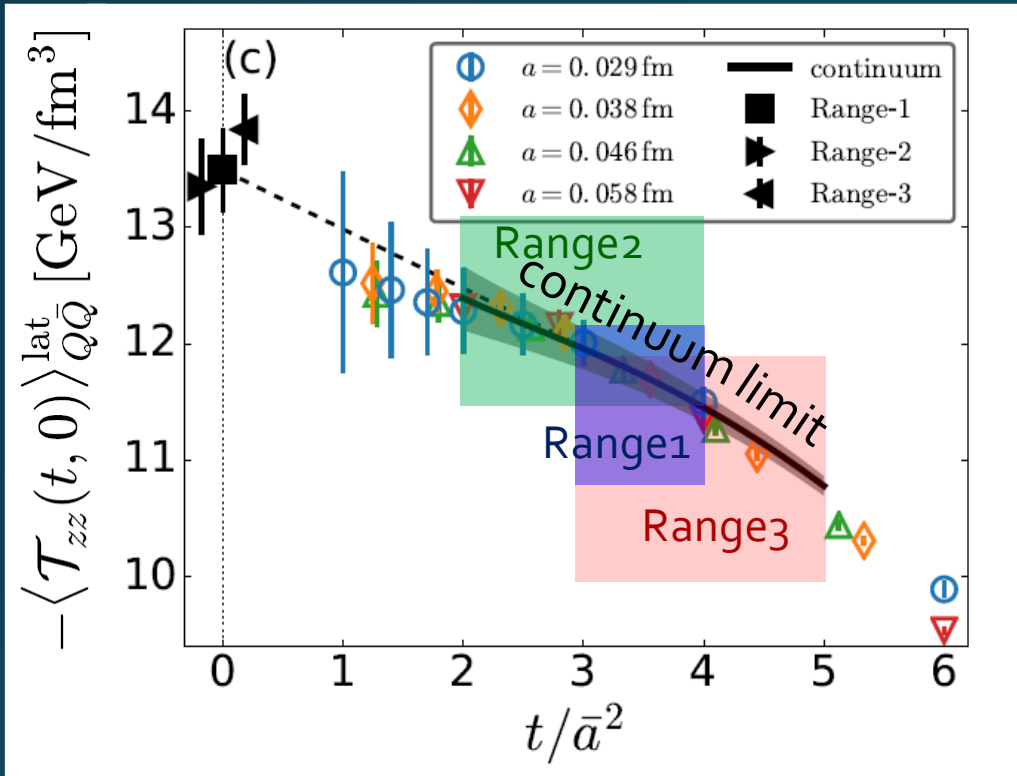 (c)
a = 0.029 fm
a = 0.038 fm
a = 0.046 fm
a = 0.058 fm
continuum
Range-1
Range-2
Range-3
−⟨𝒯zz(t, 0)⟩^lat_QQ̄ [GeV/fm³]
14
13
12
11
10
Range2
continuum limit
Range1
Range3
0 1 2 3 4 5 6
t/ā²